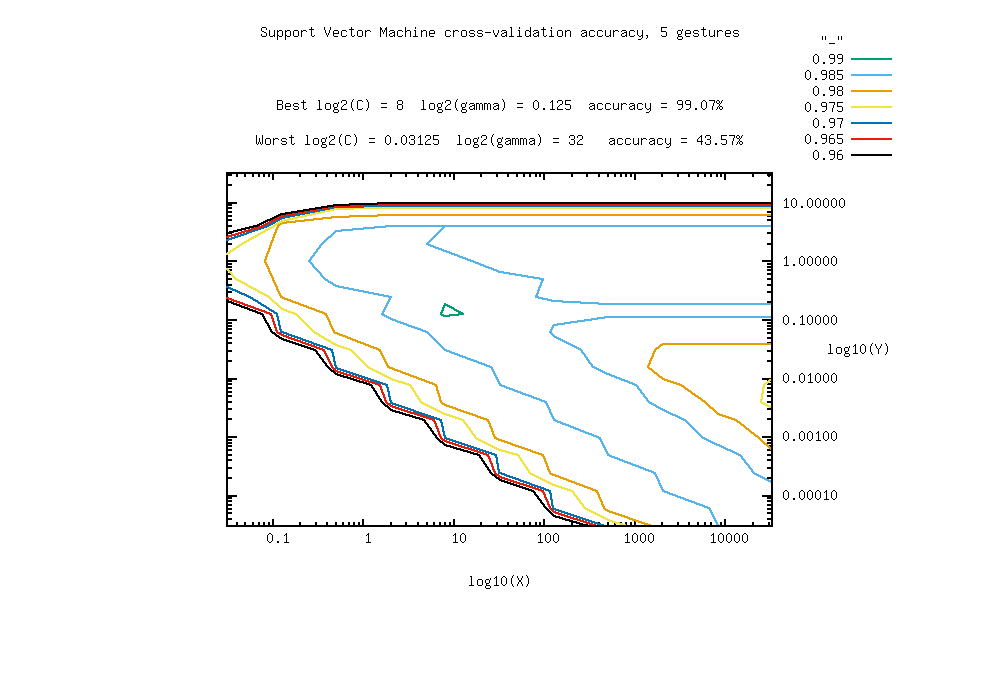 Support Vector Machine cross-validation accuracy, 5 gestures
"_"
0.99
0.985
0.98
0.975
0.97
0.965
0.96
Best log2(C) = 8  log2(gamma) = 0.125  accuracy = 99.07%
Worst log2(C) = 0.03125  log2(gamma) = 32   accuracy = 43.57%
10.00000
1.00000
0.10000
log10(Y)
0.01000
0.00100
0.00010
0.1 1 10 100 1000 10000
log10(X)